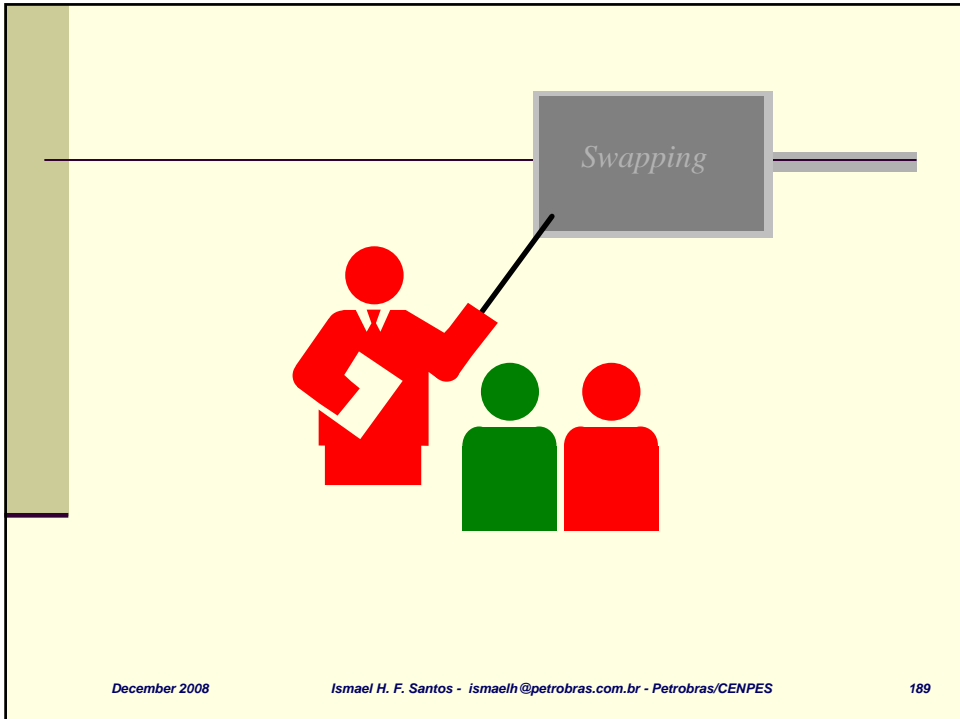 Swapping
December 2008 Ismael H. F. Santos - ismaelh@petrobras.com.br - Petrobras/CENPES 189